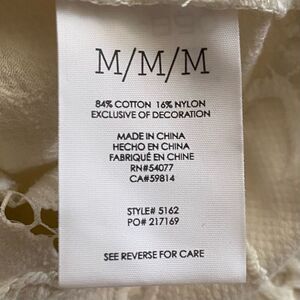 M/M/M
84% COTTON 16% NYLON
EXCLUSIVE OF DECORATION
MADE IN CHINA
HECHO EN CHINA
FABRIQUÉ EN CHINE
RN#54077
CA#59814
STYLE# 5162
PO# 217169
SEE REVERSE FOR CARE